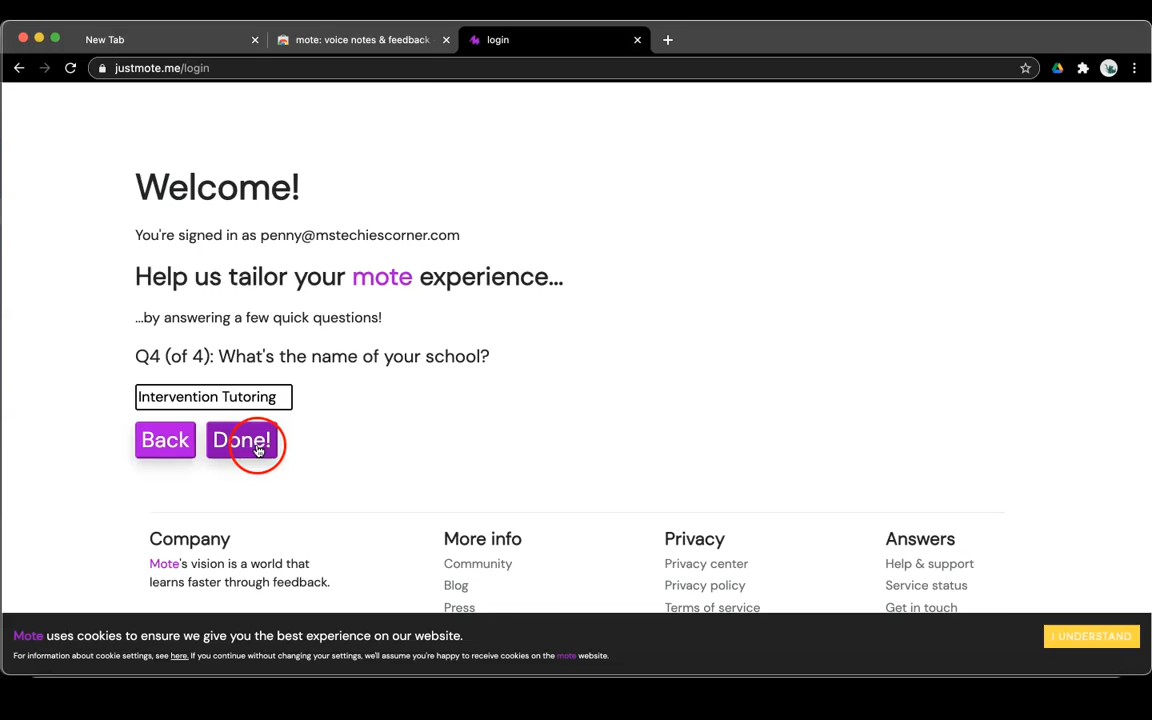 New Tab
mote: voice notes & feedback
login
justmote.me/login
Welcome!
You're signed in as penny@mstechiescorner.com
Help us tailor your mote experience...
...by answering a few quick questions!
Q4 (of 4): What's the name of your school?
Intervention Tutoring
Back Done!
Company
Mote's vision is a world that
learns faster through feedback.
More info
Community
Blog
Press
Privacy
Privacy center
Privacy policy
Terms of service
Answers
Help & support
Service status
Get in touch
Mote uses cookies to ensure we give you the best experience on our website.
For information about cookie settings, see here. If you continue without changing your settings, we'll assume you're happy to receive cookies on the mote website.
I UNDERSTAND